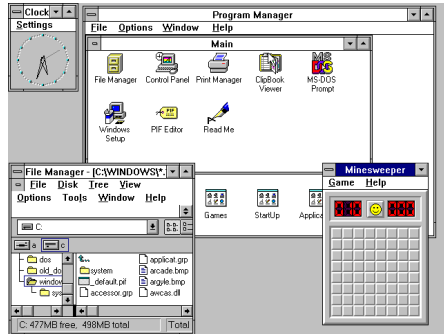 Clock
Settings
Program Manager
File Options Window Help
Main
File Manager
Control Panel
Print Manager
ClipBook Viewer
MS-DOS Prompt
Windows Setup
PIF Editor
Read Me
Games
StartUp
Applica
File Manager - [C:\WINDOWS\*.
File Disk Tree View
Options Tools Window Help
C:
a c
dos
old_do
window
sys
system
_default.pif
accessor.grp
applicat.grp
arcade.bmp
argyle.bmp
awcas.dll
C: 477MB free, 498MB total
Total
Minesweeper
Game Help